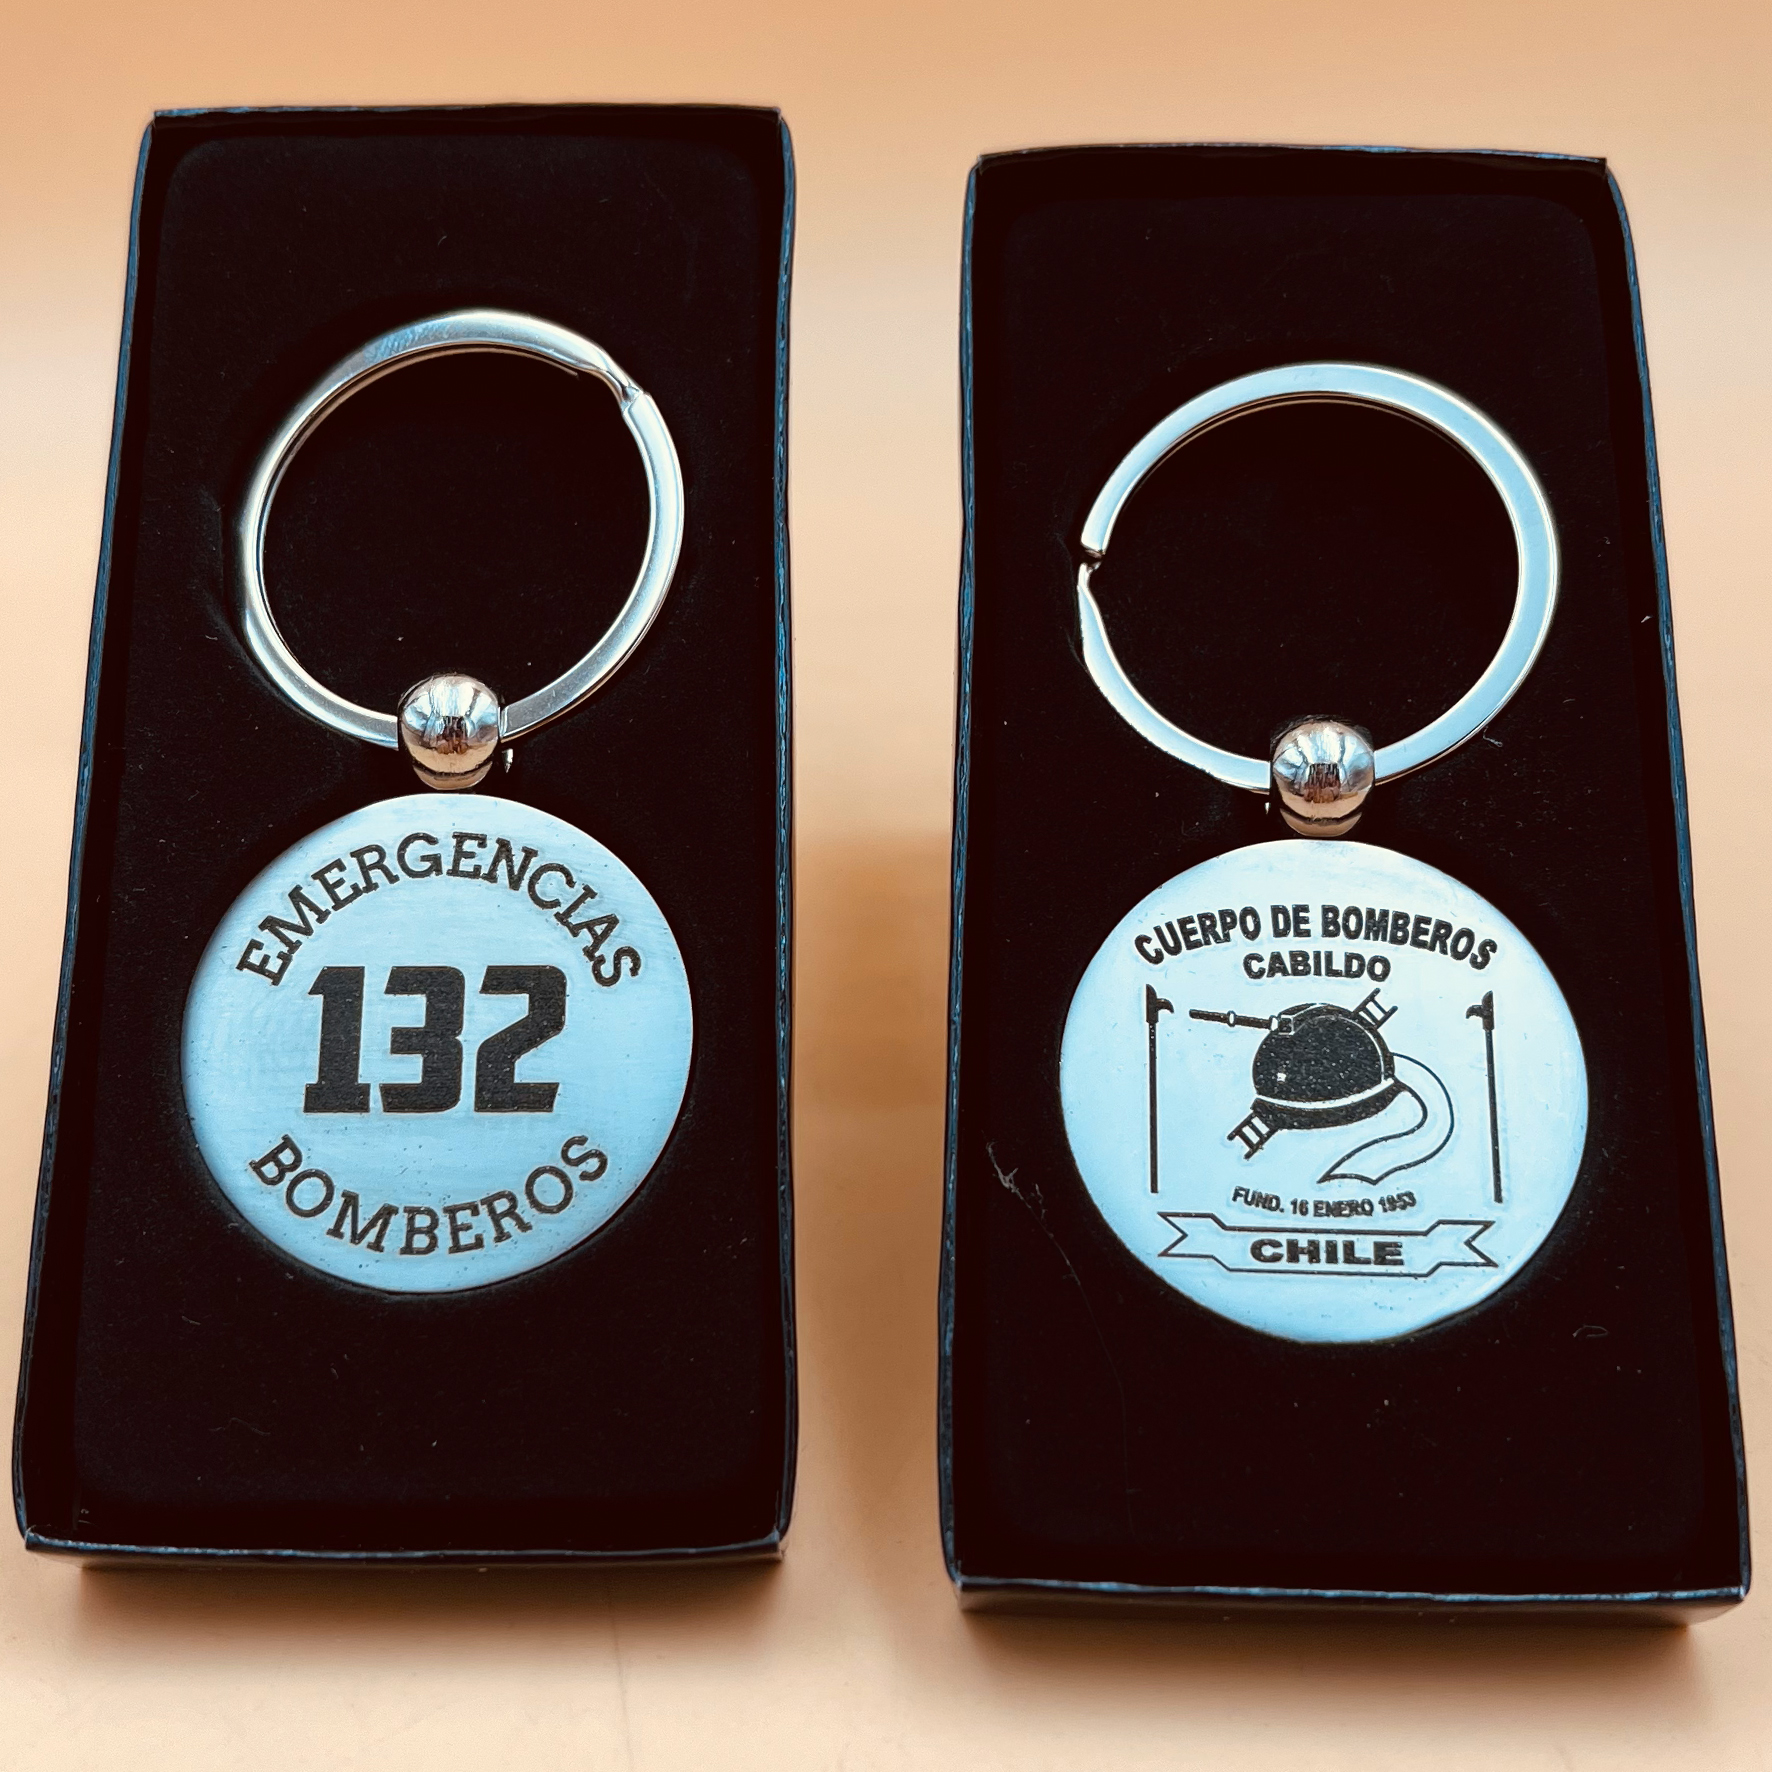 EMERGENCIAS
132
BOMBEROS
CUERPO DE BOMBEROS
CABILDO
FUND. 16 ENERO 1953
CHILE